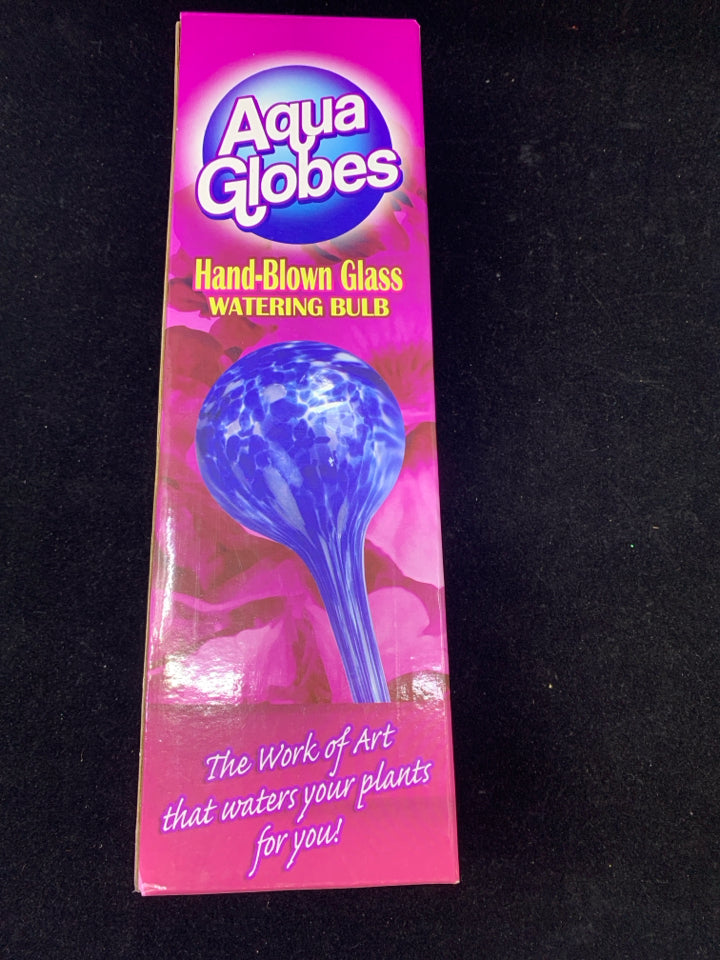 Aqua
Globes
Hand-Blown Glass
WATERING BULB
The Work of Art
that waters your plants
for you!